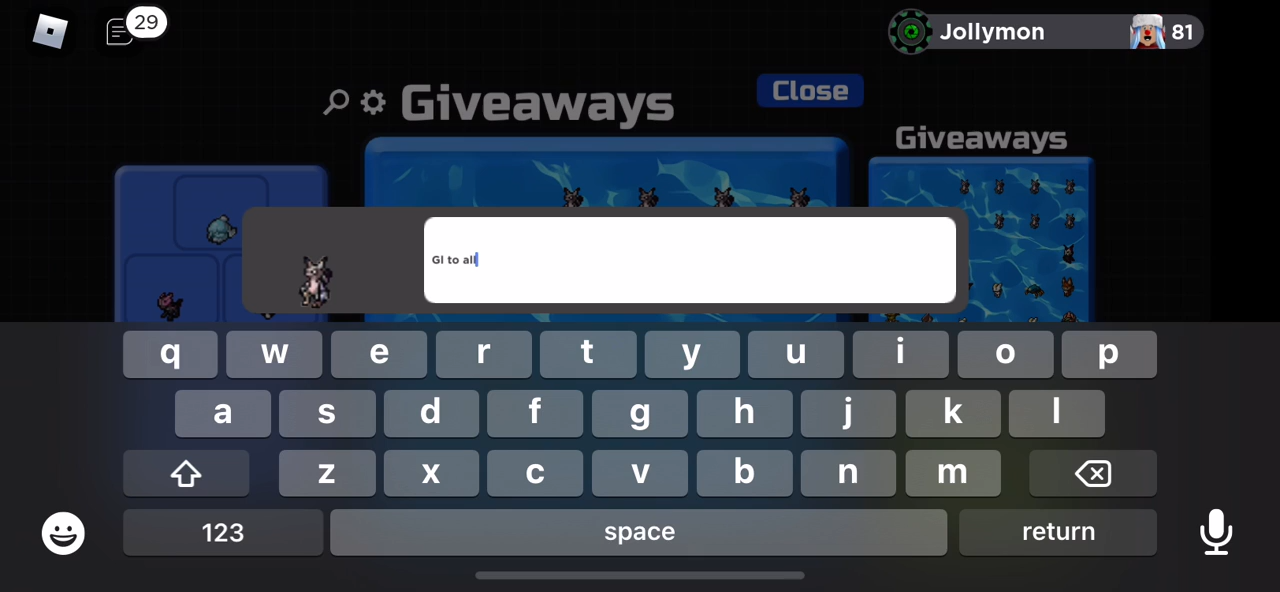 29
Jollymon
81
Giveaways
Close
Giveaways
Gl to all
q w e r t y u i o p
a s d f g h j k l
z x c v b n m
123
space
return